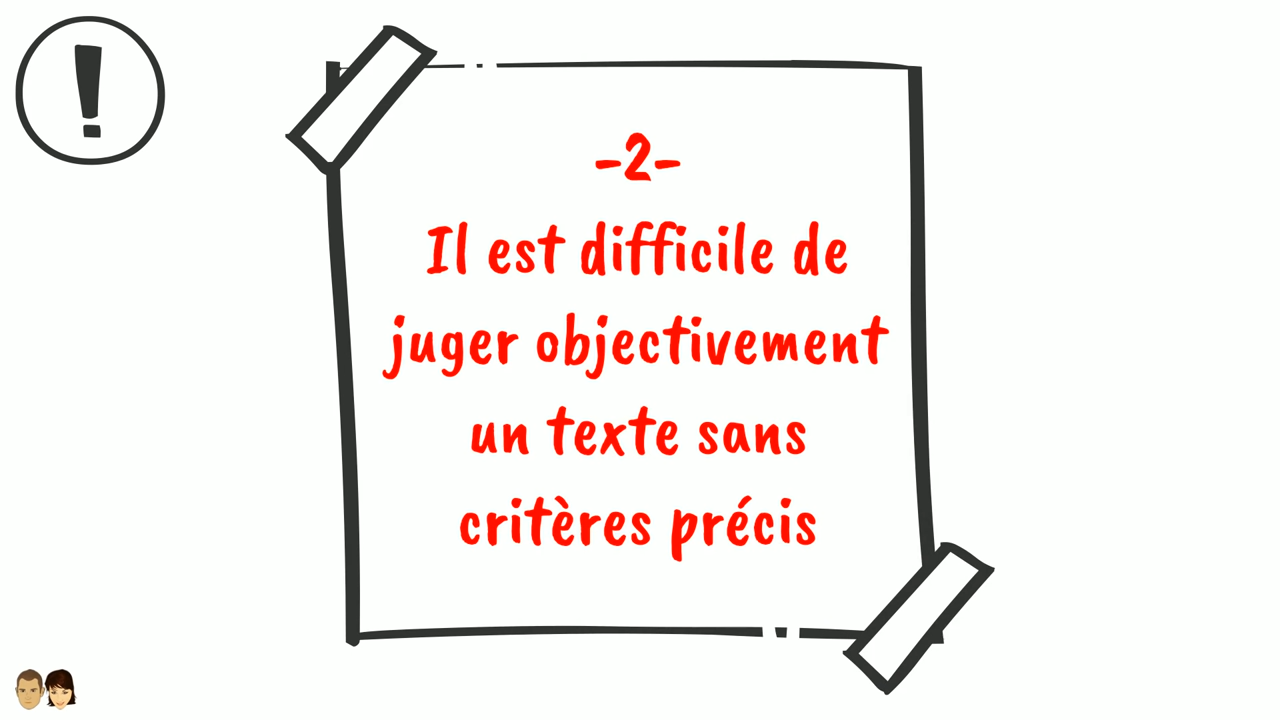 !
-2-
Il est difficile de
juger objectivement
un texte sans
critères précis